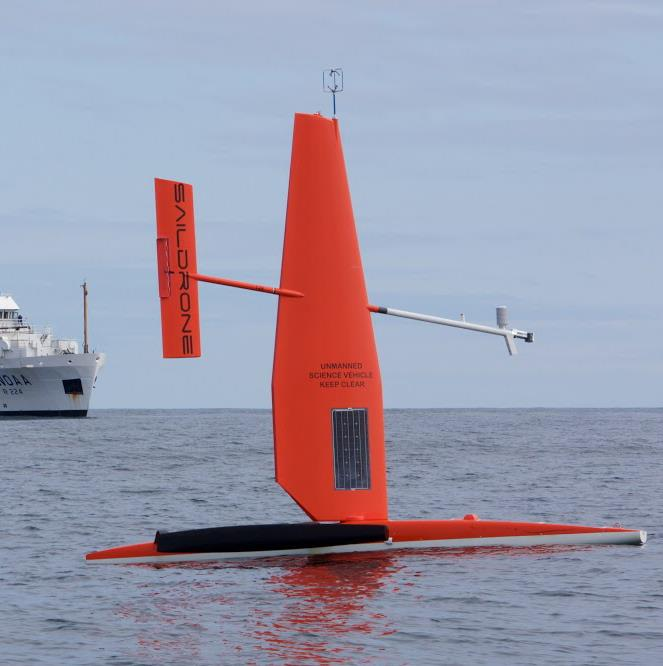 SAILDRONE
UNMANNED
SCIENCE VEHICLE
KEEP CLEAR
NOAA
R 224